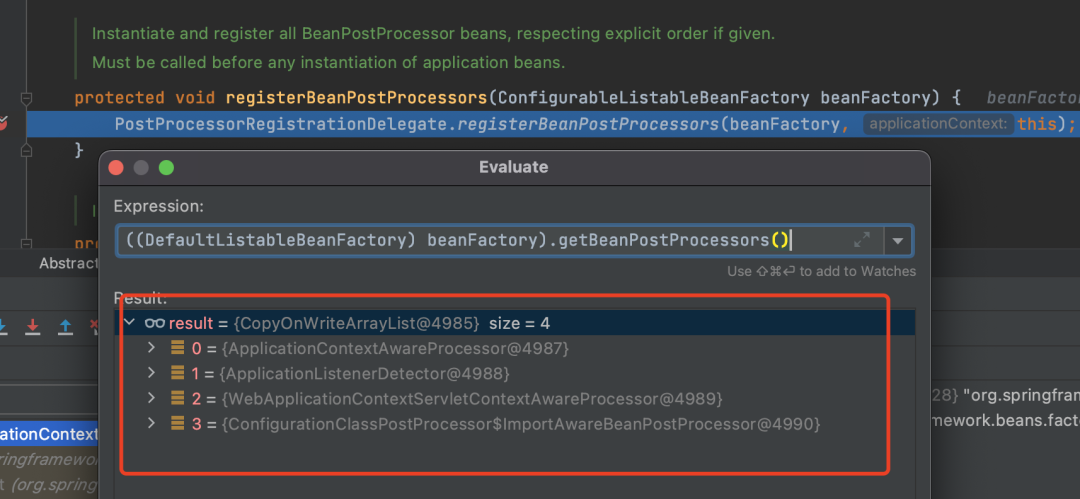 Instantiate and register all BeanPostProcessor beans, respecting explicit order if given.
Must be called before any instantiation of application beans.
protected void registerBeanPostProcessors(ConfigurableListableBeanFactory beanFactory) { beanFactor
PostProcessorRegistrationDelegate.registerBeanPostProcessors(beanFactory, applicationContext: this);
}
Evaluate
Expression:
((DefaultListableBeanFactory) beanFactory).getBeanPostProcessors()
Use ⇧⌘⏎ to add to Watches
Abstract
Result:
result = {CopyOnWriteArrayList@4985} size = 4
0 = {ApplicationContextAwareProcessor@4987}
1 = {ApplicationListenerDetector@4988}
2 = {WebApplicationContextServletContextAwareProcessor@4989}
3 = {ConfigurationClassPostProcessor$ImportAwareBeanPostProcessor@4990}
28} "org.springfram
mework.beans.facto
ationContext
ringframework
t (org.spring